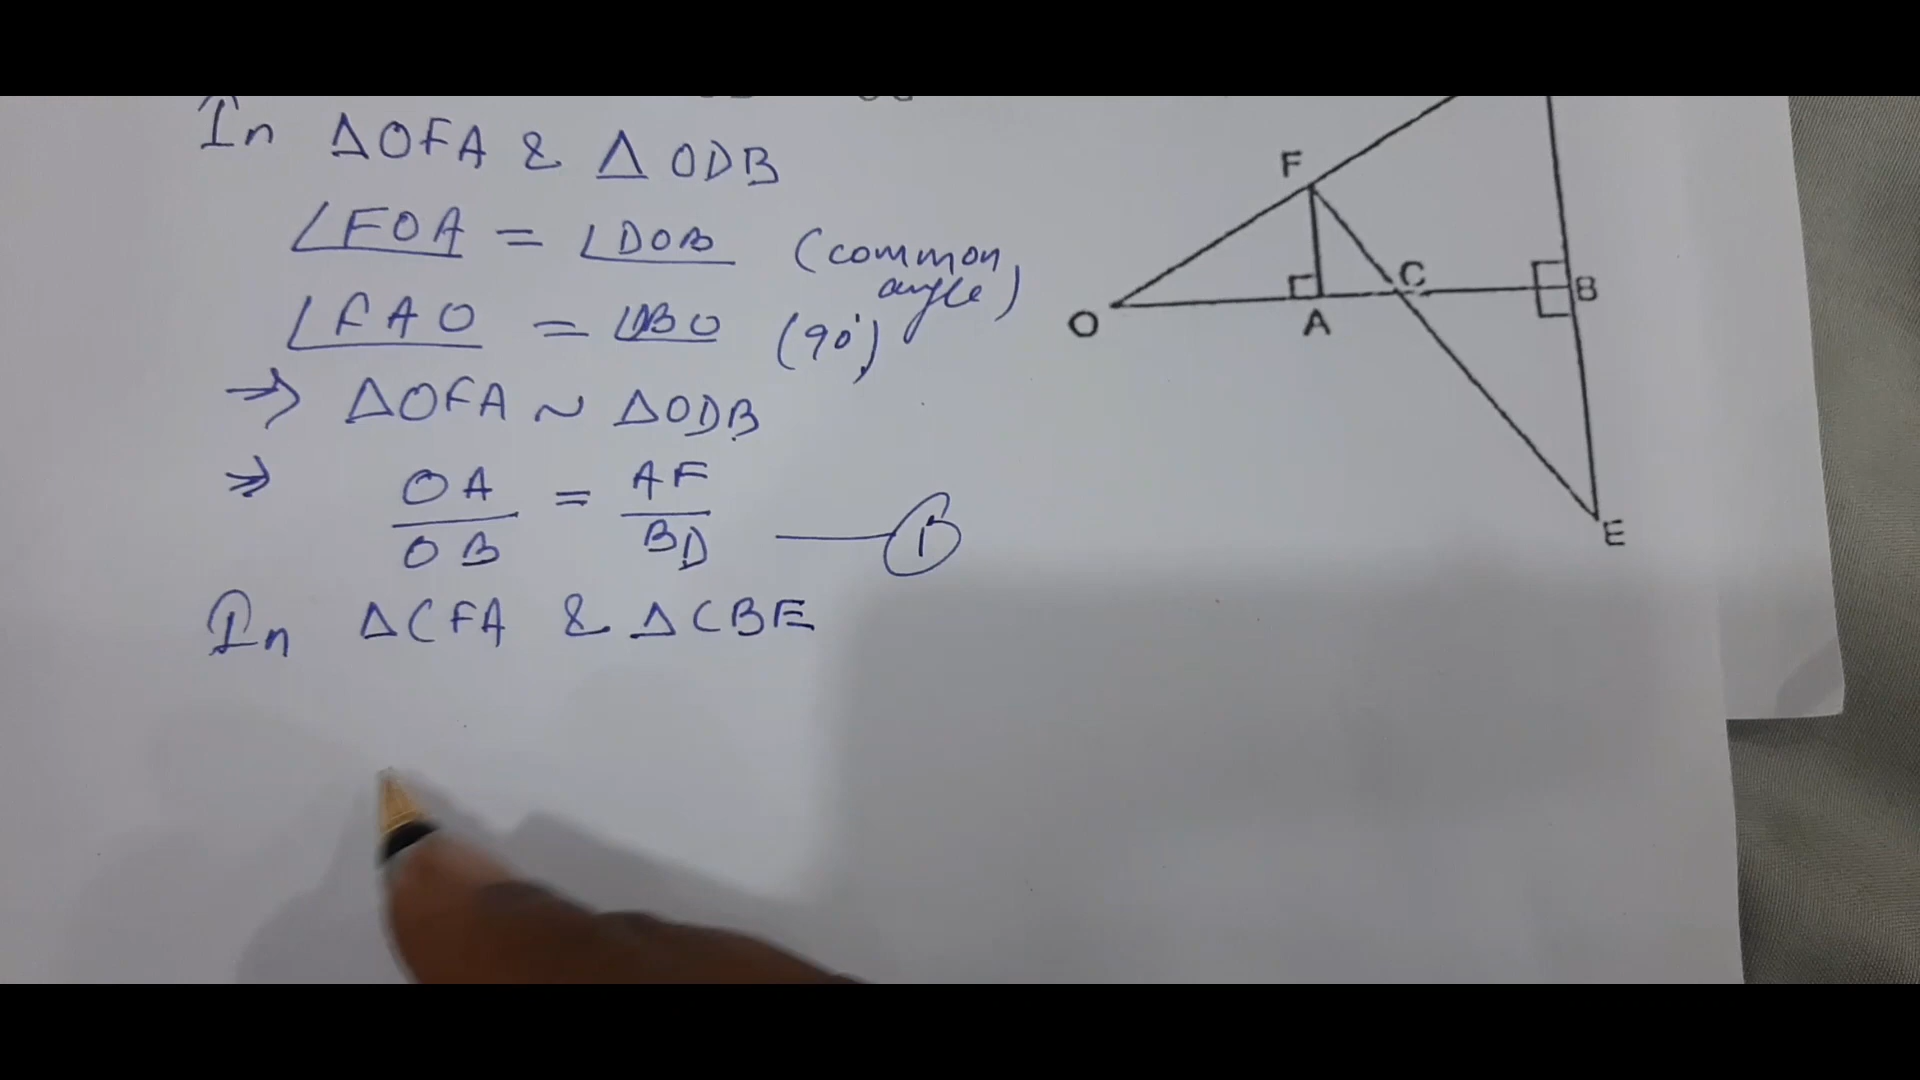 In ΔOFA & ΔODB
∠FOA = ∠DOB (common angle)
∠FAO = ∠DBO (90°)
⇒ ΔOFA ~ ΔODB
⇒ OA/OB = AF/BD —— ①
In ΔCFA & ΔCBE
F
O
A
C
B
E